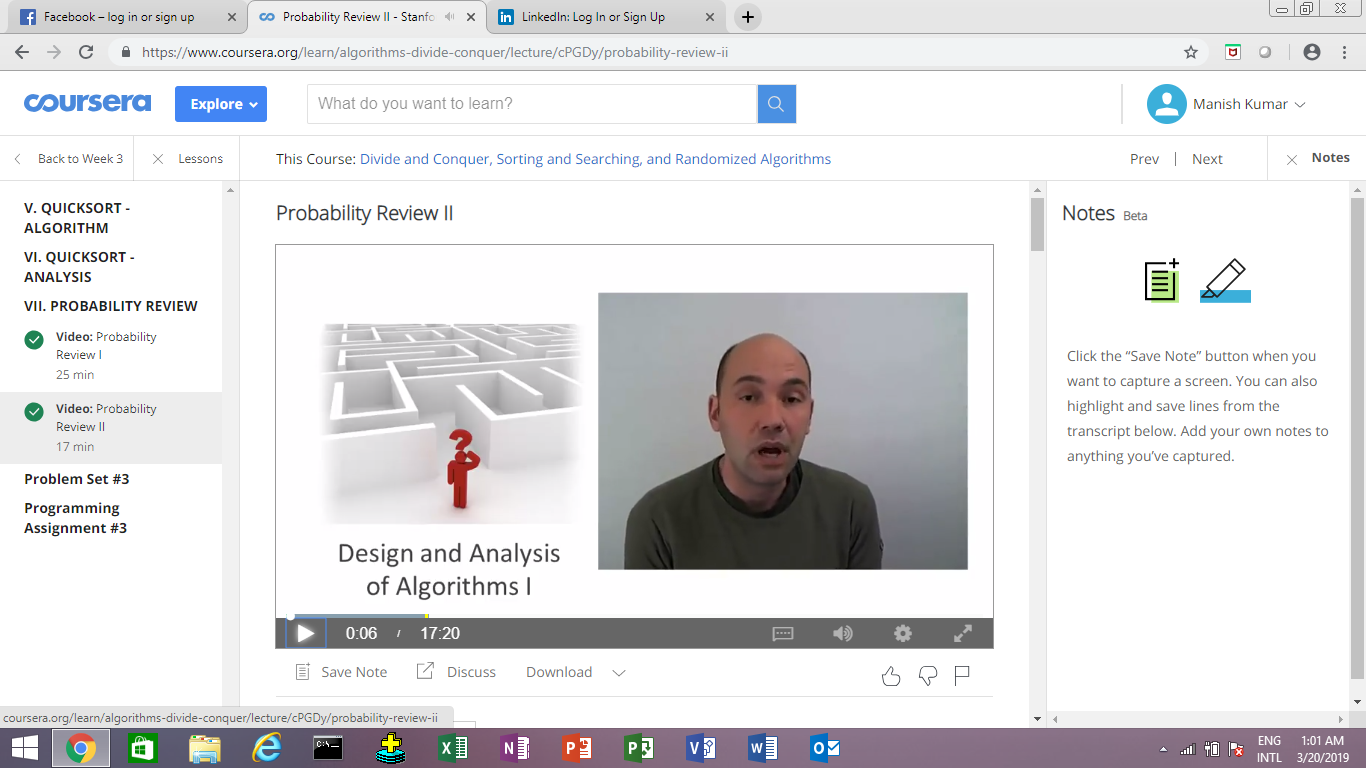 Facebook – log in or sign up
Probability Review II - Stanfo
LinkedIn: Log In or Sign Up
https://www.coursera.org/learn/algorithms-divide-conquer/lecture/cPGDy/probability-review-ii
coursera
Explore
What do you want to learn?
Manish Kumar
Back to Week 3
Lessons
This Course: Divide and Conquer, Sorting and Searching, and Randomized Algorithms
Prev | Next
Notes
V. QUICKSORT -
ALGORITHM
VI. QUICKSORT -
ANALYSIS
VII. PROBABILITY REVIEW
Video: Probability
Review I
25 min
Video: Probability
Review II
17 min
Problem Set #3
Programming
Assignment #3
Probability Review II
Design and Analysis
of Algorithms I
0:06 / 17:20
Save Note
Discuss
Download
Notes Beta
Click the “Save Note” button when you
want to capture a screen. You can also
highlight and save lines from the
transcript below. Add your own notes to
anything you’ve captured.
coursera.org/learn/algorithms-divide-conquer/lecture/cPGDy/probability-review-ii
ENG
INTL
1:01 AM
3/20/2019